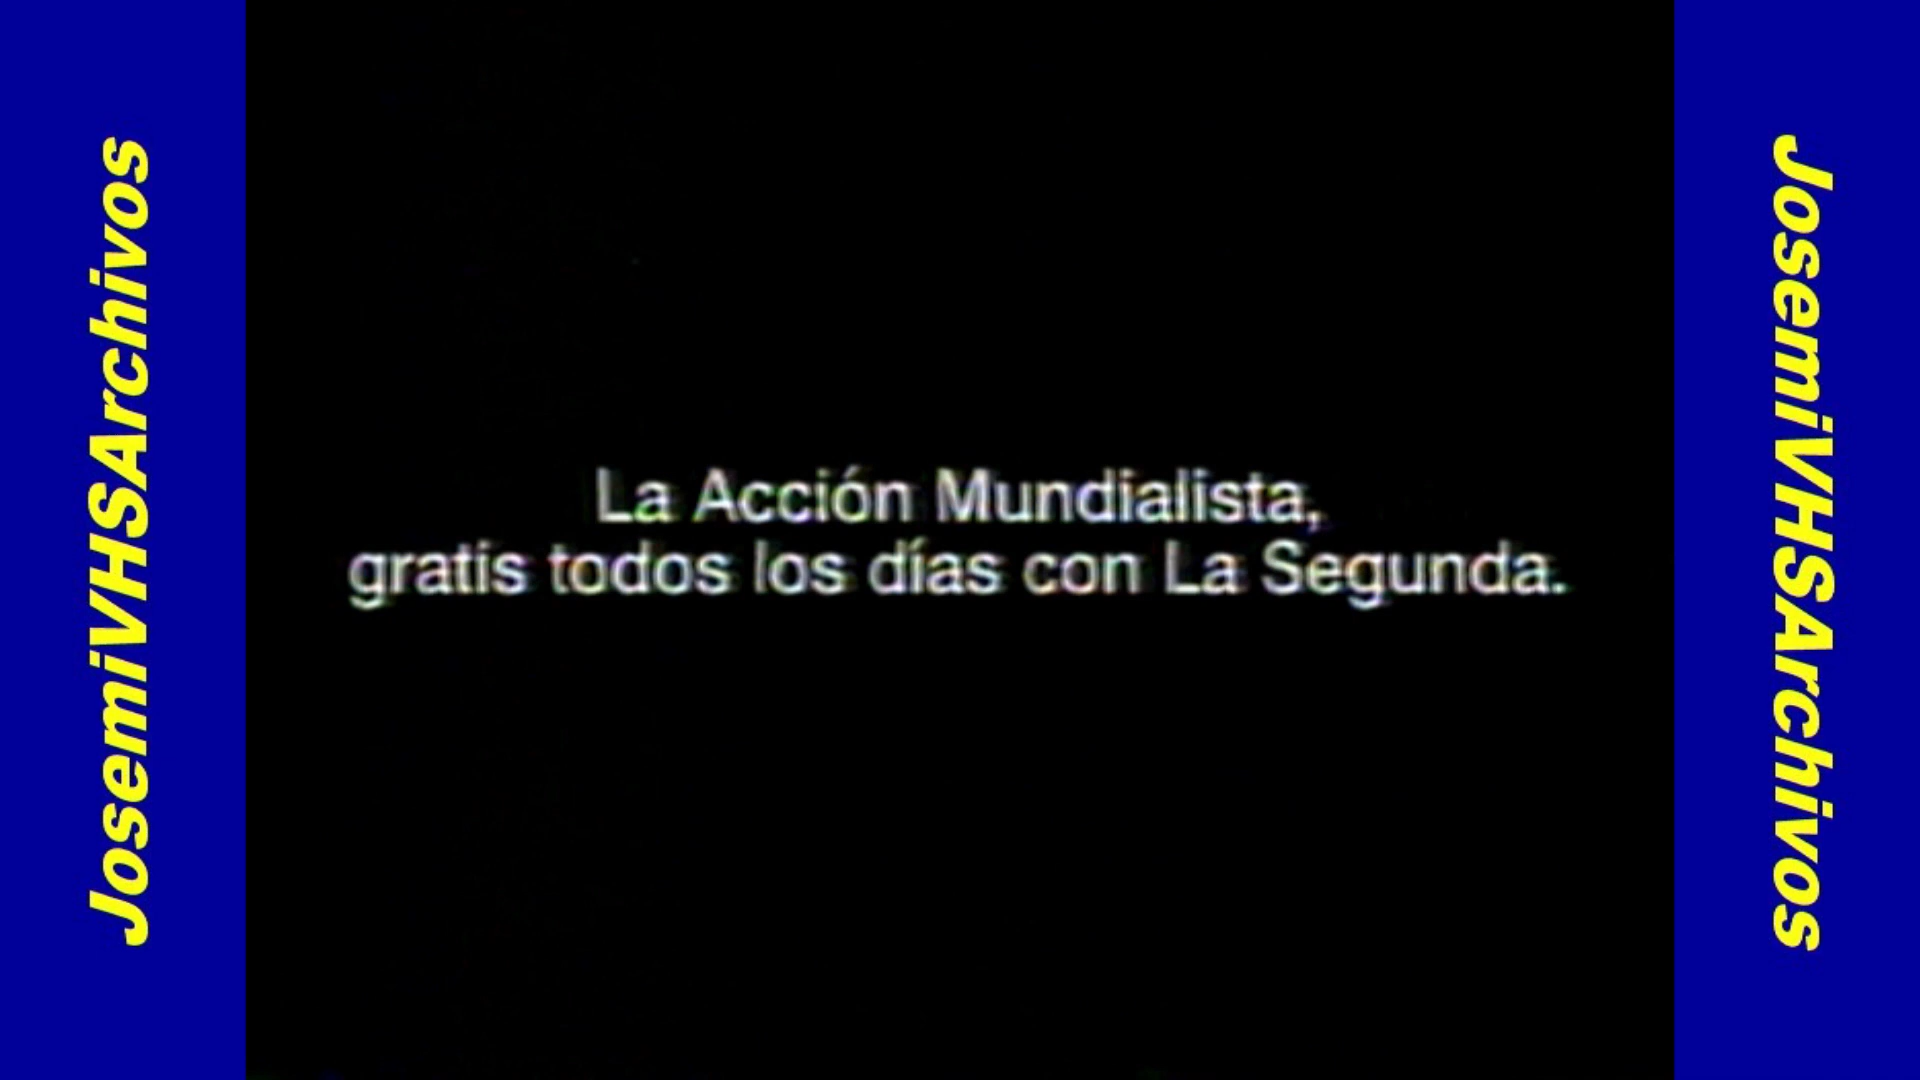 JosemiVHSArchivos
La Acción Mundialista,
gratis todos los días con La Segunda.
JosemiVHSArchivos